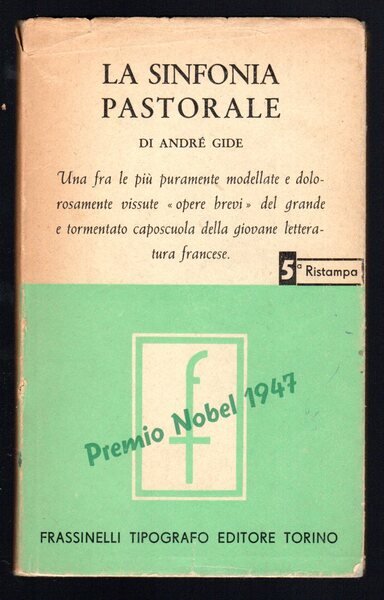 LA SINFONIA
PASTORALE
DI ANDRÉ GIDE
Una fra le più puramente modellate e dolo-
rosamente vissute « opere brevi » del grande
e tormentato caposcuola della giovane lettera-
tura francese.
5ª Ristampa
f
Premio Nobel 1947
FRASSINELLI TIPOGRAFO EDITORE TORINO